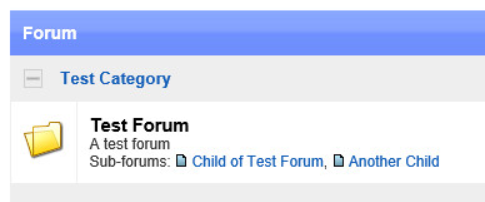 Forum
Test Category
Test Forum
A test forum
Sub-forums: Child of Test Forum, Another Child